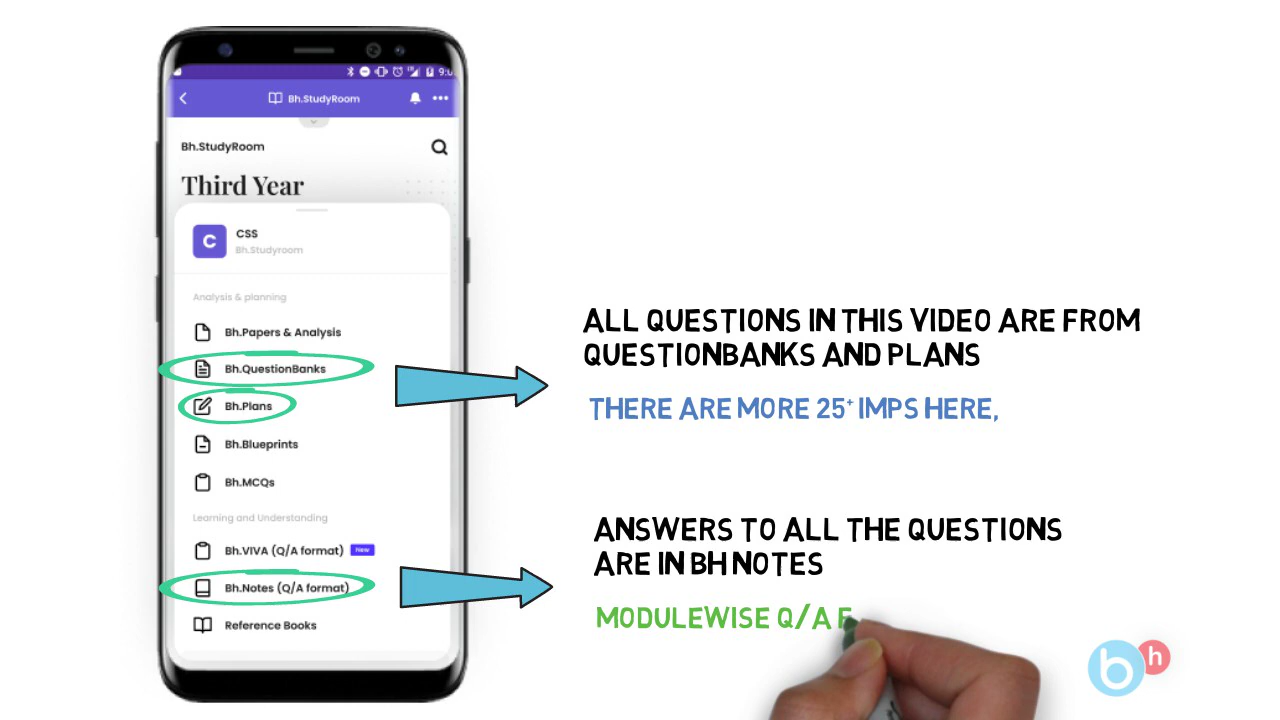 9:0
Bh.StudyRoom
Bh.StudyRoom
Third Year
C
CSS
Bh.Studyroom
Analysis & planning
Bh.Papers & Analysis
Bh.QuestionBanks
Bh.Plans
Bh.Blueprints
Bh.MCQs
Learning and Understanding
Bh.VIVA (Q/A format) New
Bh.Notes (Q/A format)
Reference Books
ALL QUESTIONS IN THIS VIDEO ARE FROM
QUESTIONBANKS AND PLANS
THERE ARE MORE 25+ IMPS HERE,
ANSWERS TO ALL THE QUESTIONS
ARE IN BH NOTES
MODULEWISE Q/A F
bh